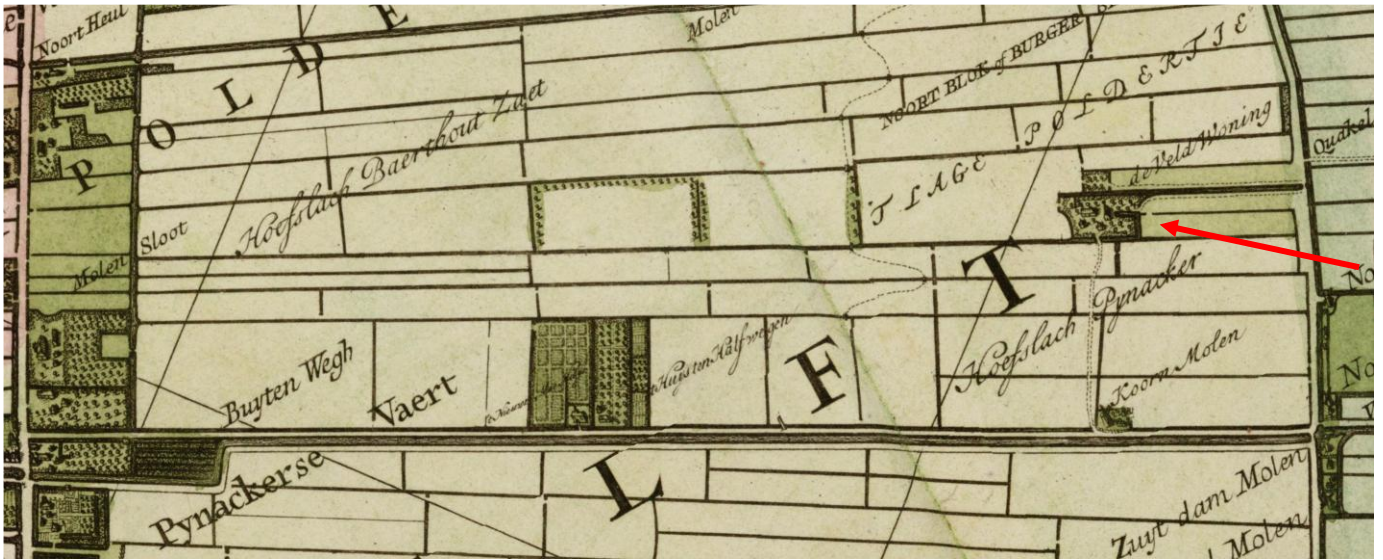 Noort Heul
POLDE
Molen
NOORT BLOK of BURGER
POLDERTIE
Hoefslach Baerthout Zaet
T LAGE
de Veld Woning
Quakel
Sloot
Molen
T
Hoefslach Pynacker
No
Buyten Wegh
Vaert
t Huys ten Halfwegen
F
Koorn Molen
No
Pynackerse
L
Zuyt dam Molen
Molen